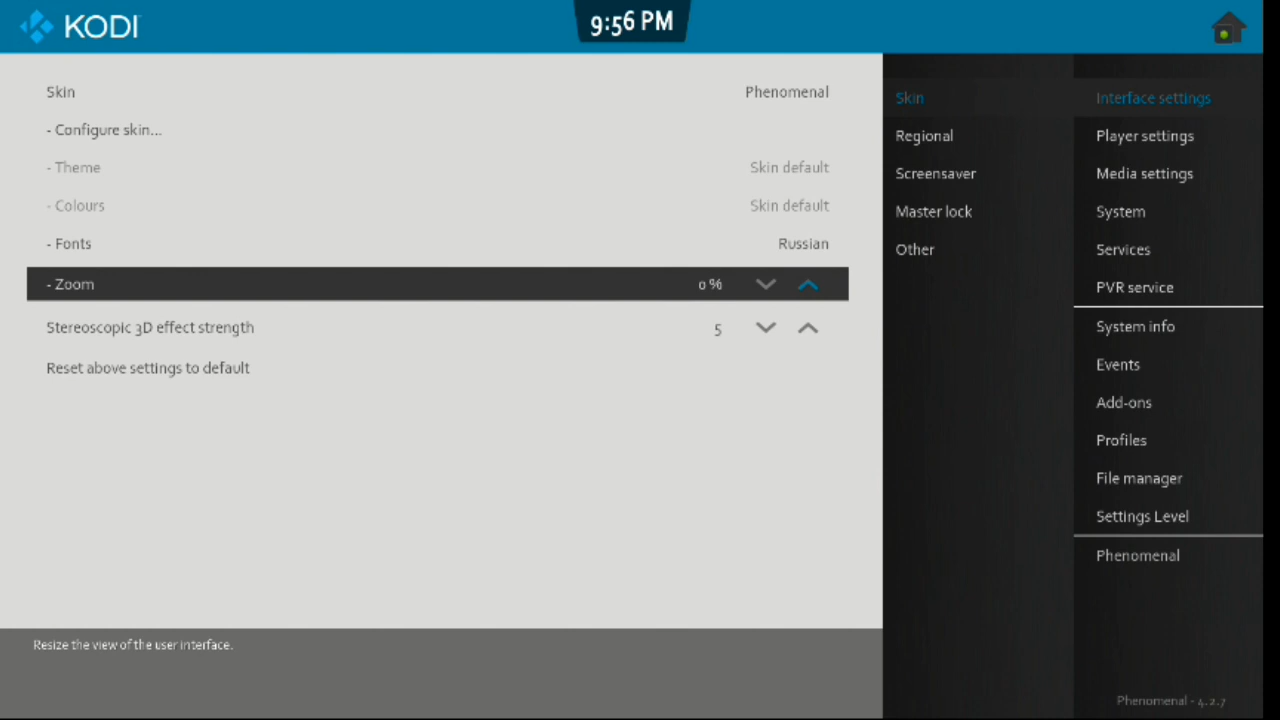 KODI
9:56 PM
Skin Phenomenal
- Configure skin...
- Theme Skin default
- Colours Skin default
- Fonts Russian
- Zoom 0 %
Stereoscopic 3D effect strength 5
Reset above settings to default
Resize the view of the user interface.
Skin
Regional
Screensaver
Master lock
Other
Interface settings
Player settings
Media settings
System
Services
PVR service
System info
Events
Add-ons
Profiles
File manager
Settings Level
Phenomenal
Phenomenal - 4.2.7